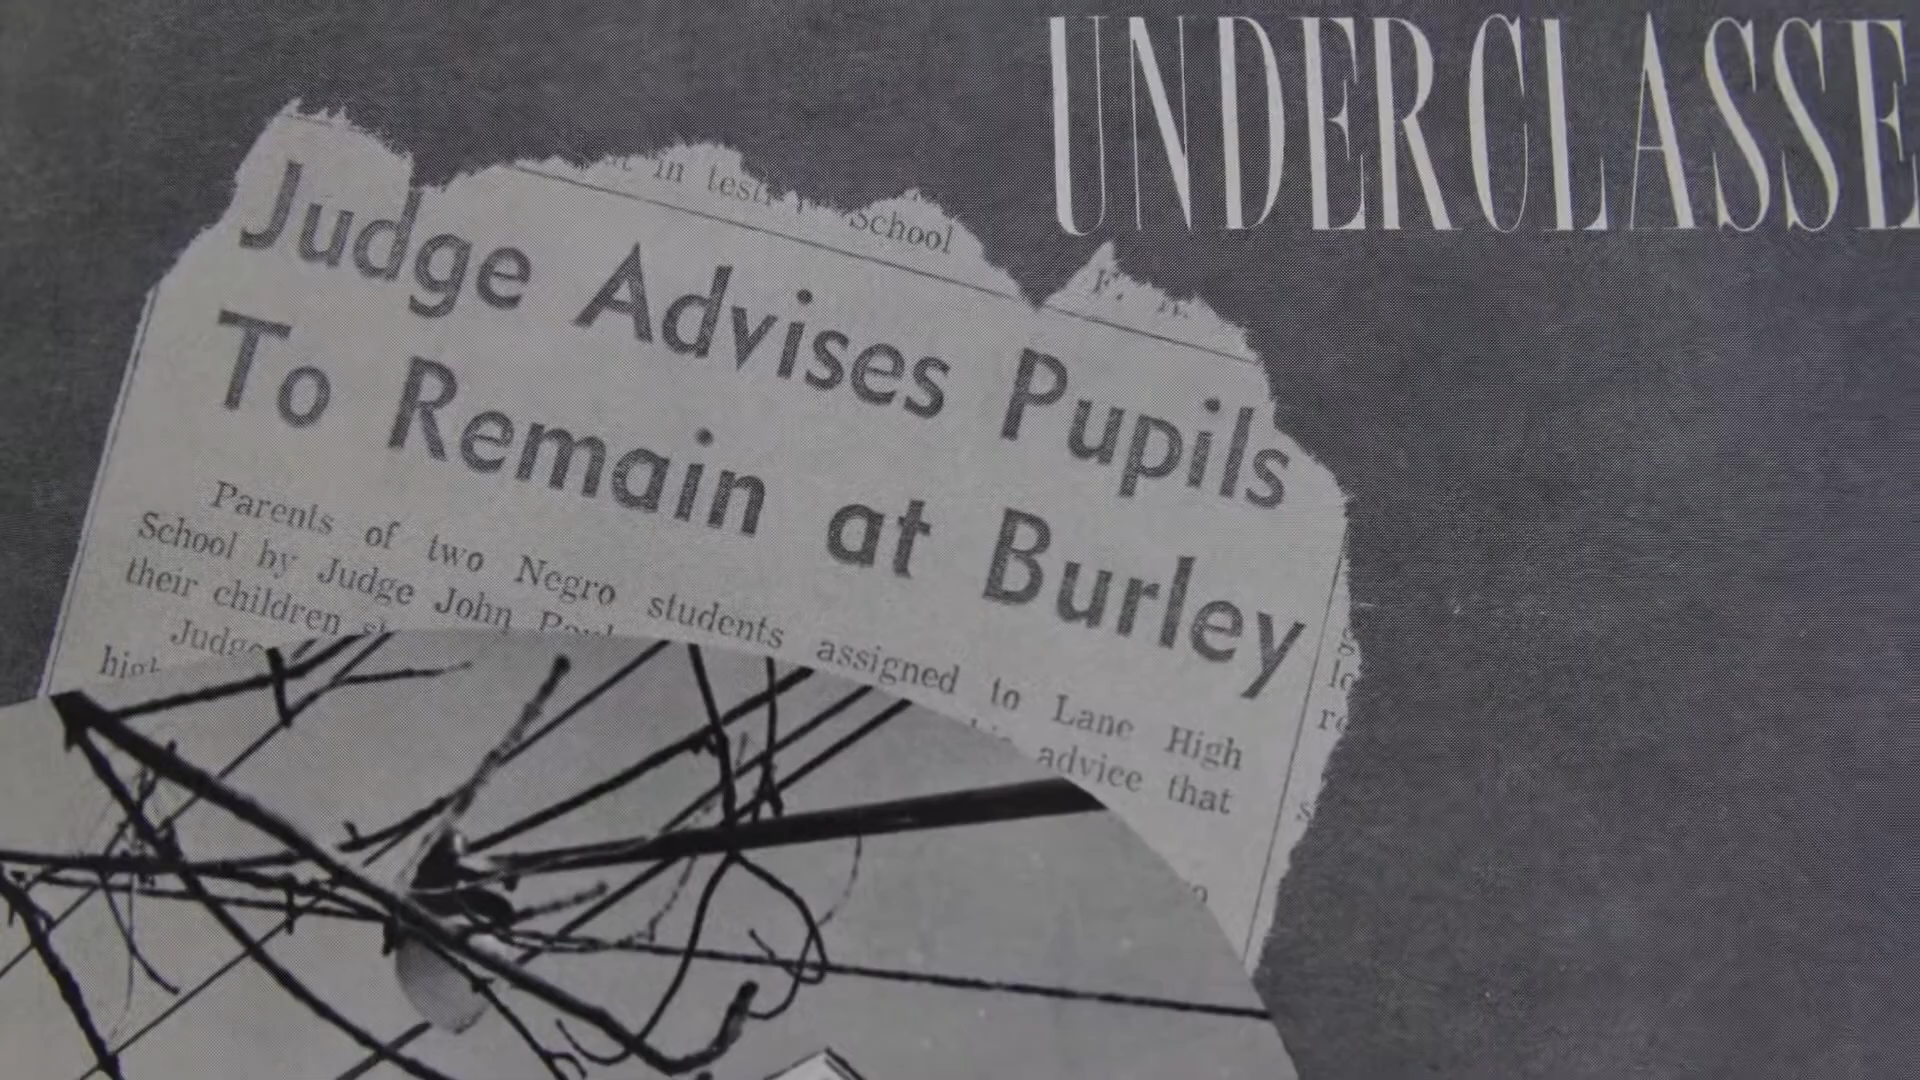 UNDERCLASSE
in
School
Judge Advises Pupils
To Remain at Burley
Parents of two Negro students assigned to Lane High
School by Judge John advice that
their children
Judge